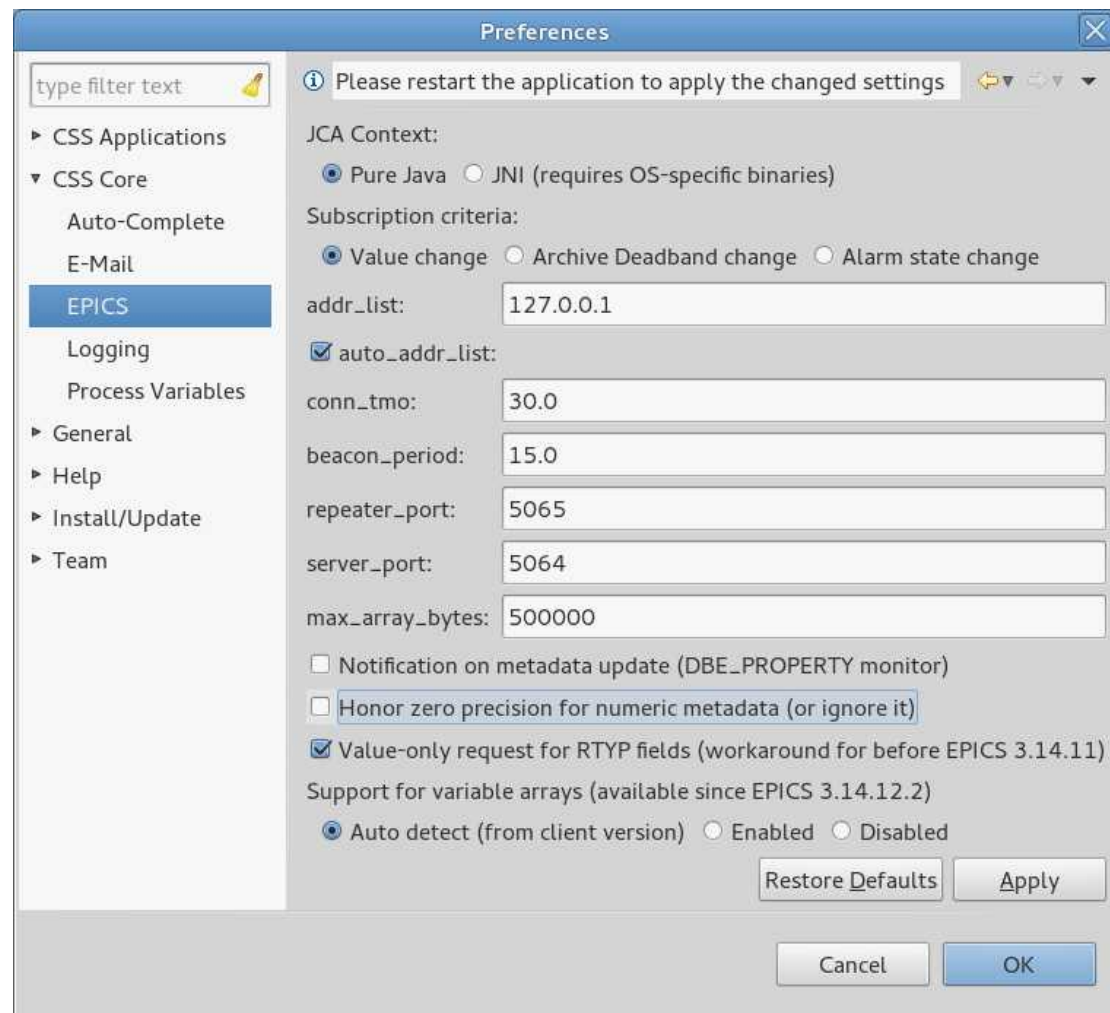 Preferences
type filter text
Please restart the application to apply the changed settings
CSS Applications
CSS Core
Auto-Complete
E-Mail
EPICS
Logging
Process Variables
General
Help
Install/Update
Team
JCA Context:
Pure Java JNI (requires OS-specific binaries)
Subscription criteria:
Value change Archive Deadband change Alarm state change
addr_list: 127.0.0.1
auto_addr_list:
conn_tmo: 30.0
beacon_period: 15.0
repeater_port: 5065
server_port: 5064
max_array_bytes: 500000
Notification on metadata update (DBE_PROPERTY monitor)
Honor zero precision for numeric metadata (or ignore it)
Value-only request for RTYP fields (workaround for before EPICS 3.14.11)
Support for variable arrays (available since EPICS 3.14.12.2)
Auto detect (from client version) Enabled Disabled
Restore Defaults Apply
Cancel OK